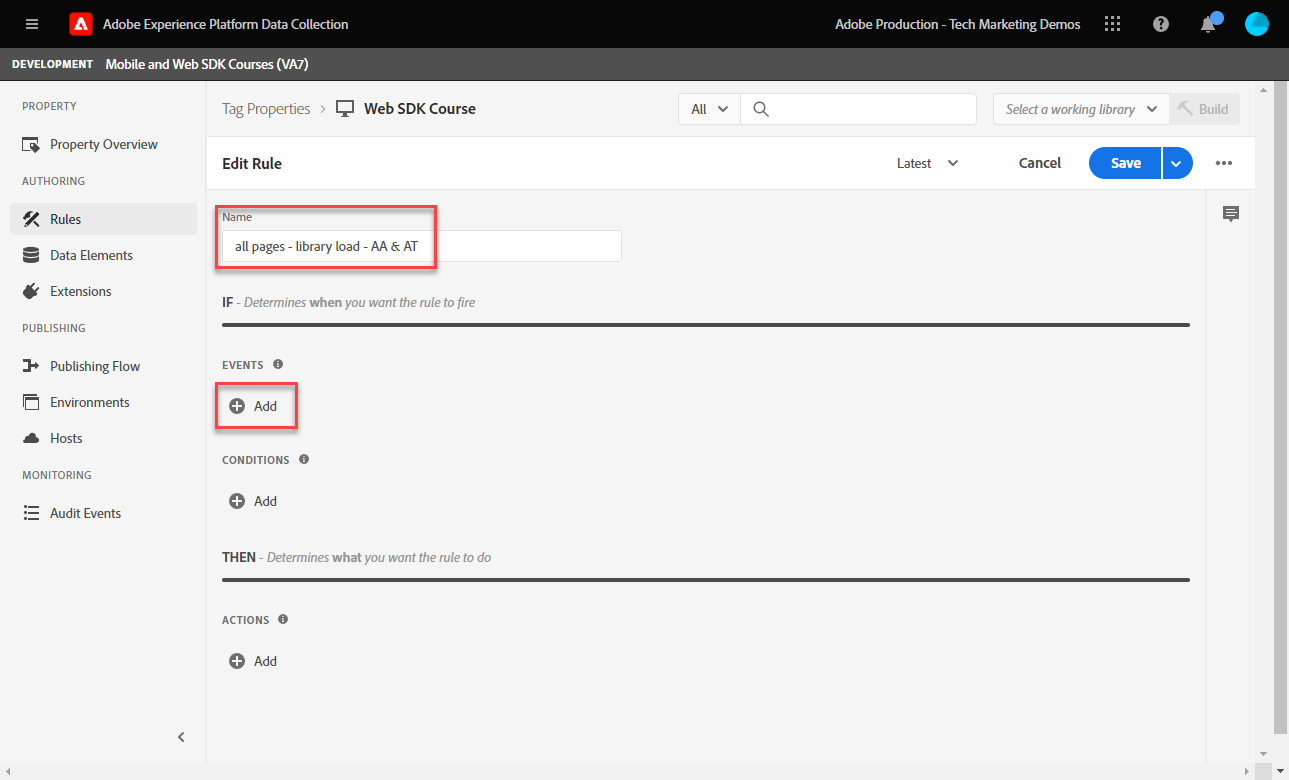 Adobe Experience Platform Data Collection
Adobe Production - Tech Marketing Demos
DEVELOPMENT Mobile and Web SDK Courses (VA7)
PROPERTY
Property Overview
AUTHORING
Rules
Data Elements
Extensions
PUBLISHING
Publishing Flow
Environments
Hosts
MONITORING
Audit Events
Tag Properties > Web SDK Course
All
Select a working library
Build
Edit Rule
Latest
Cancel
Save
Name
all pages - library load - AA & AT
IF - Determines when you want the rule to fire
EVENTS
Add
CONDITIONS
Add
THEN - Determines what you want the rule to do
ACTIONS
Add